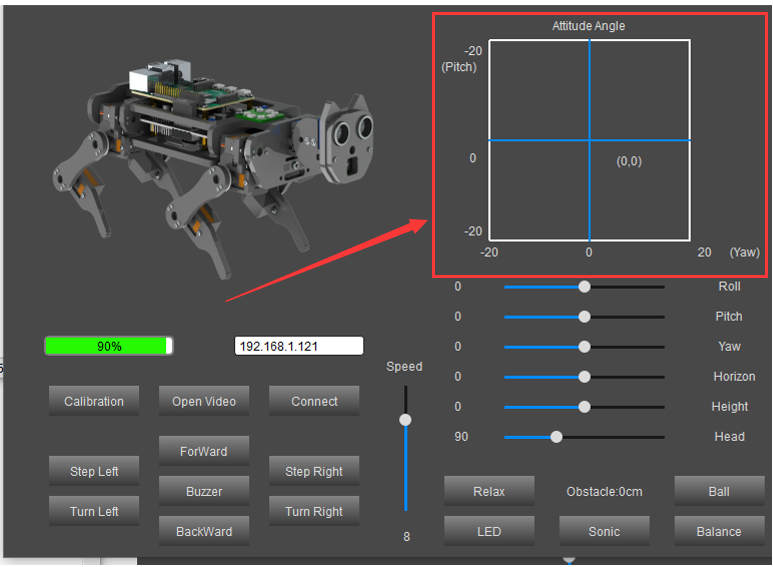 Attitude Angle
-20
(Pitch)
0
(0,0)
-20
-20 0 20 (Yaw)
0 Roll
0 Pitch
0 Yaw
0 Horizon
0 Height
90 Head
90%
192.168.1.121
Speed
8
Calibration Open Video Connect
ForWard
Step Left Step Right
Buzzer
Turn Left Turn Right
BackWard
Relax Obstacle:0cm Ball
LED Sonic Balance